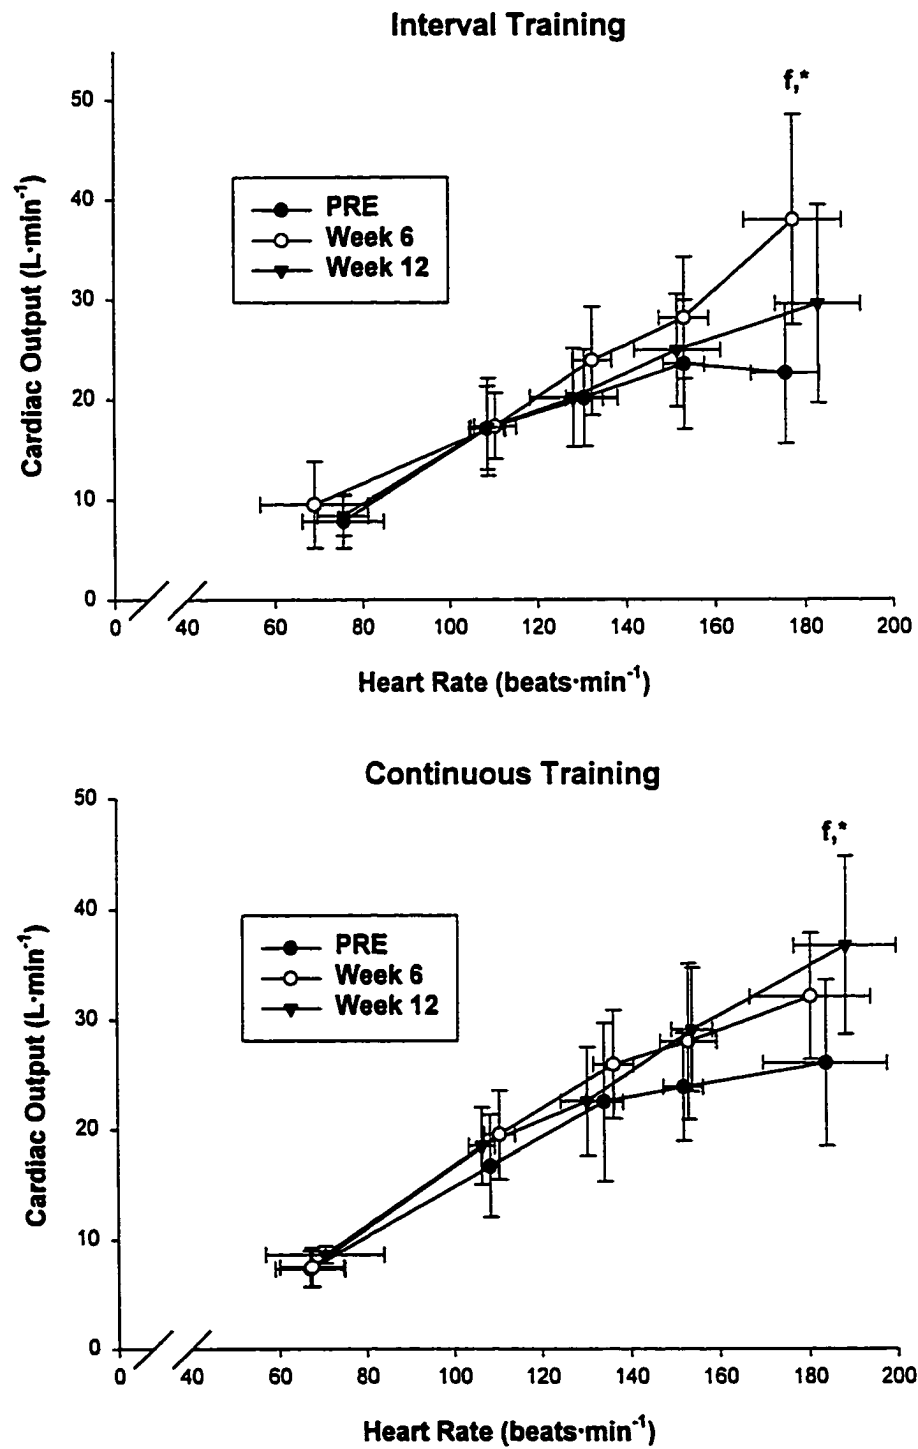 Interval Training
f,*
50
40
30
20
10
0
Cardiac Output (L·min⁻¹)
PRE
Week 6
Week 12
0 40 60 80 100 120 140 160 180 200
Heart Rate (beats·min⁻¹)
Continuous Training
f,*
50
40
30
20
10
0
Cardiac Output (L·min⁻¹)
PRE
Week 6
Week 12
0 40 60 80 100 120 140 160 180 200
Heart Rate (beats·min⁻¹)